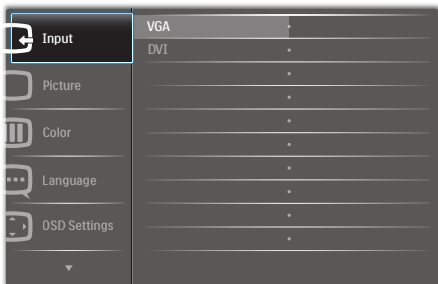 Input
VGA
DVI
Picture
Color
Language
OSD Settings